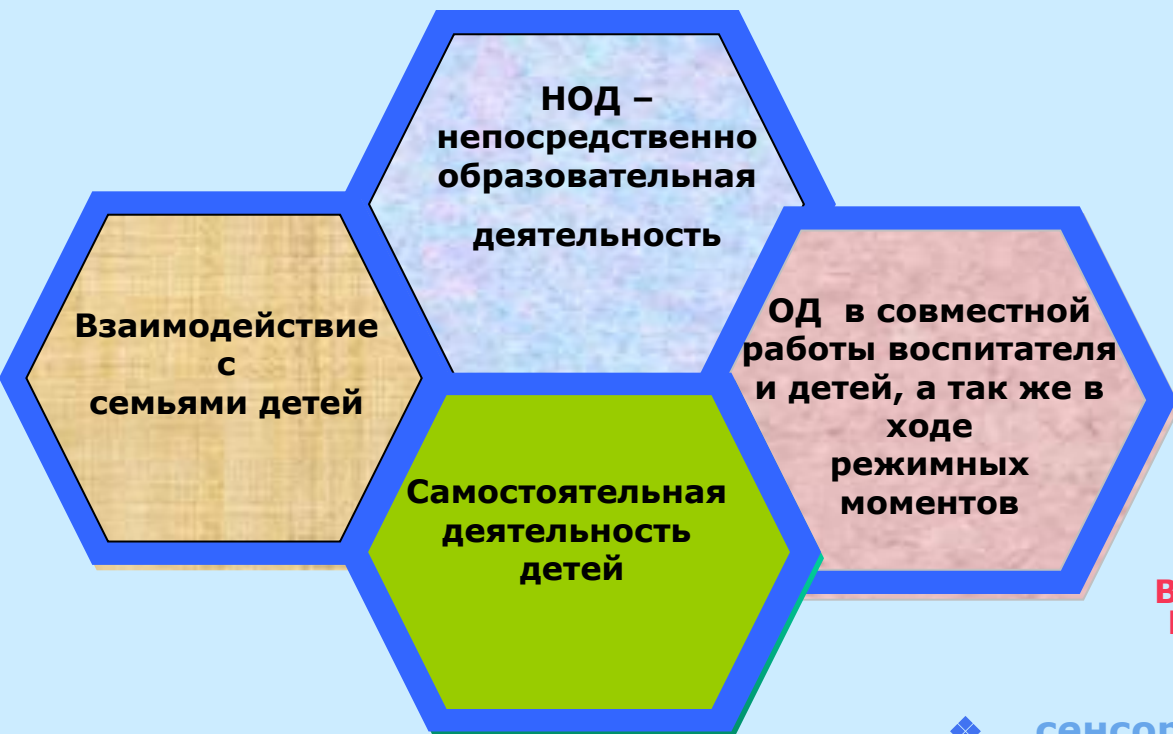 НОД –
непосредственно
образовательная
деятельность
Взаимодействие
с
семьями детей
ОД в совместной
работы воспитателя
и детей, а так же в
ходе
режимных
моментов
Самостоятельная
деятельность
детей